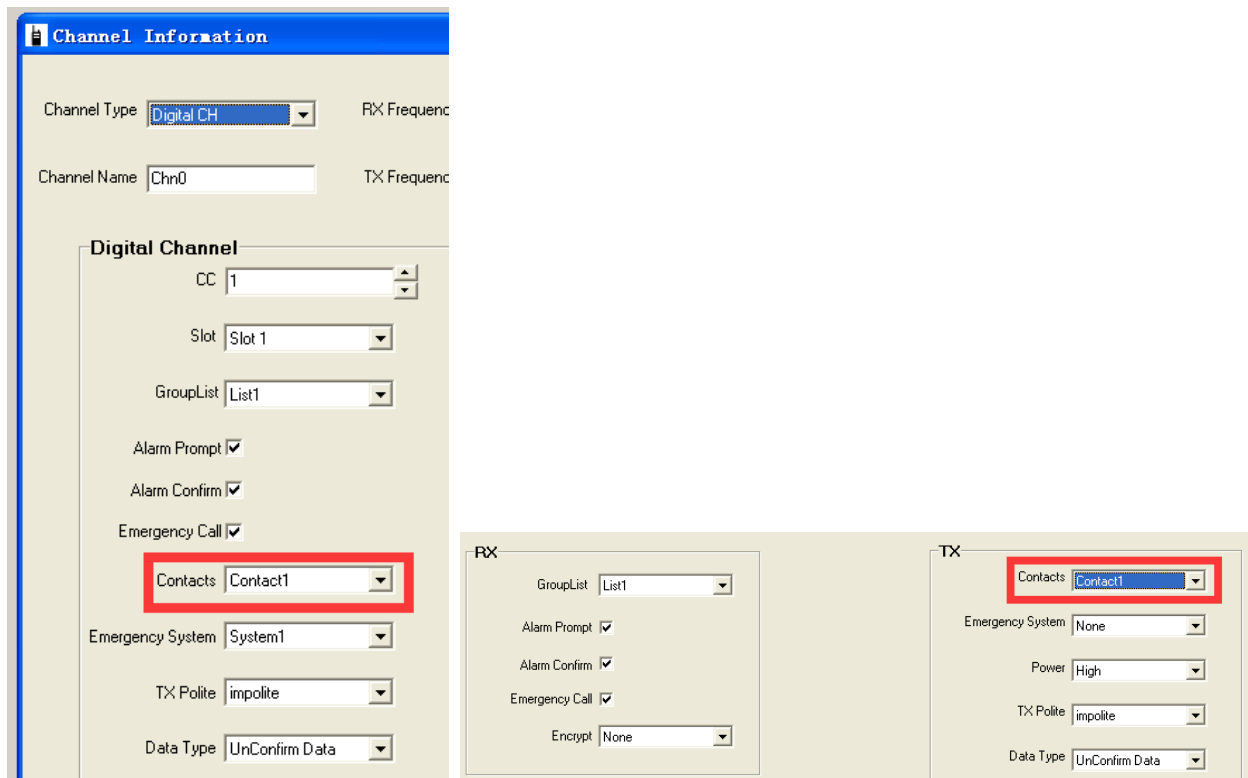 Channel Information
Channel Type Digital CH RX Frequenc
Channel Name Chn0 TX Frequenc
Digital Channel
CC 1
Slot Slot 1
GroupList List1
Alarm Prompt
Alarm Confirm
Emergency Call
Contacts Contact1
Emergency System System1
TX Polite impolite
Data Type UnConfirm Data
RX
GroupList List1
Alarm Prompt
Alarm Confirm
Emergency Call
Encrypt None
TX
Contacts Contact1
Emergency System None
Power High
TX Polite impolite
Data Type UnConfirm Data